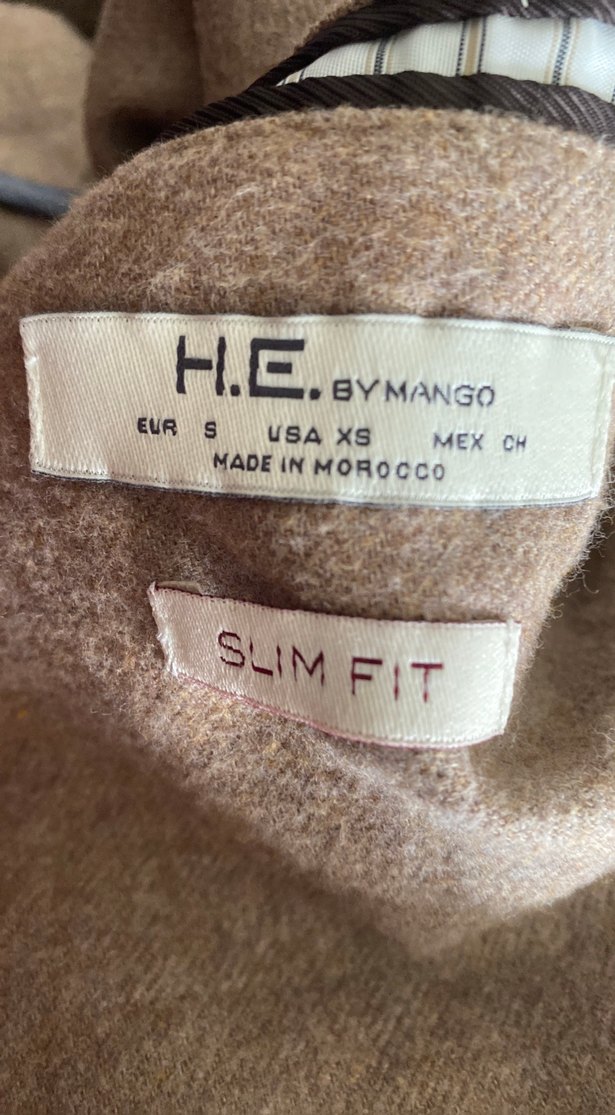 H.E. BY MANGO
EUR S USA XS MEX CH
MADE IN MOROCCO
SLIM FIT